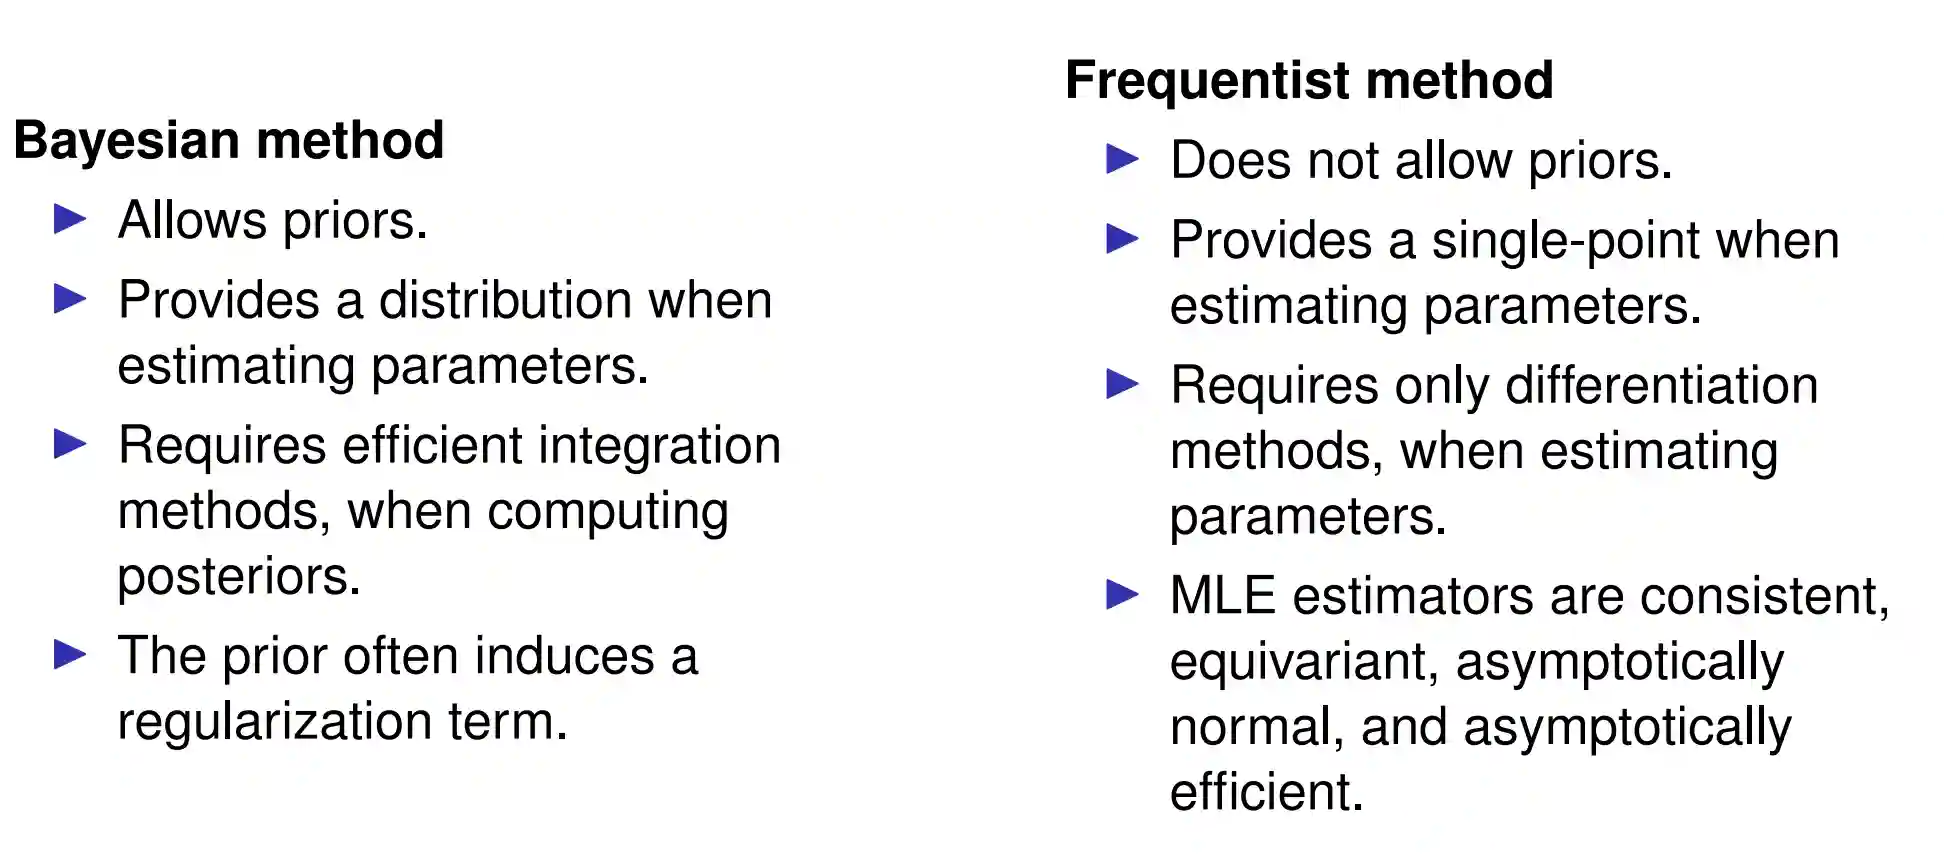 Bayesian method
► Allows priors.
► Provides a distribution when
estimating parameters.
► Requires efficient integration
methods, when computing
posteriors.
► The prior often induces a
regularization term.
Frequentist method
► Does not allow priors.
► Provides a single-point when
estimating parameters.
► Requires only differentiation
methods, when estimating
parameters.
► MLE estimators are consistent,
equivariant, asymptotically
normal, and asymptotically
efficient.